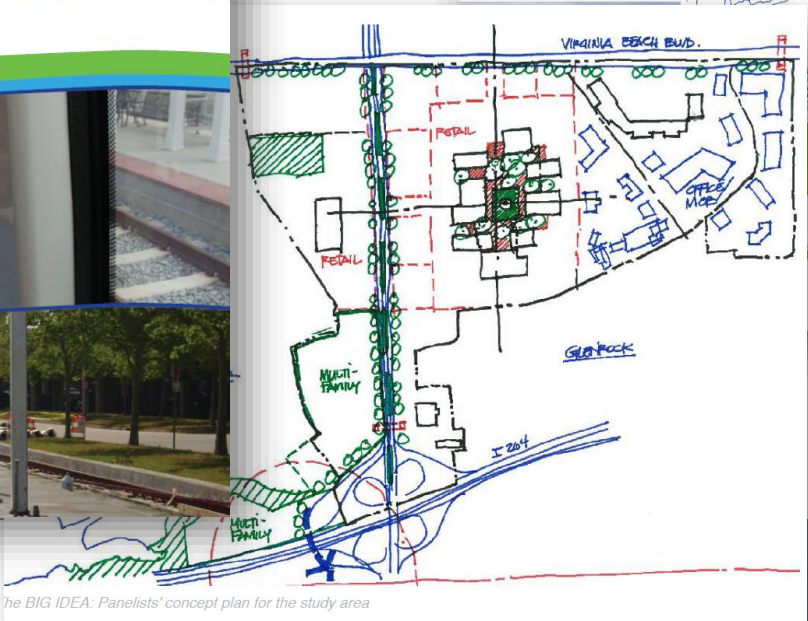 VIRGINIA BEACH BLVD.
RETAIL
OFFICE
MOB
RETAIL
GLENROCK
MULTI-
FAMILY
I 264
MULTI-
FAMILY
he BIG IDEA: Panelists' concept plan for the study area